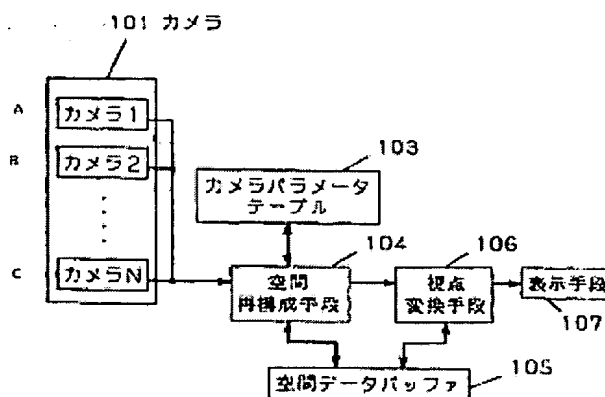 101 カメラ
A
カメラ1
B
カメラ2
C
カメラN
103
カメラパラメータ
テーブル
104
空間
再構成手段
106
視点
変換手段
表示手段
107
空間データバッファ
105